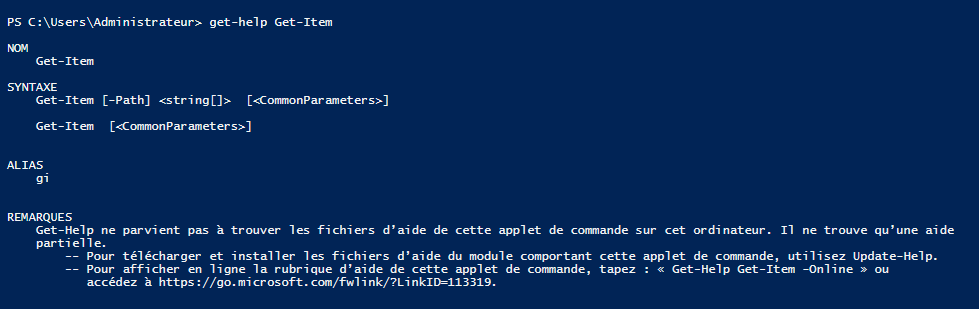 PS C:\Users\Administrateur> get-help Get-Item
NOM
Get-Item
SYNTAXE
Get-Item [-Path] <string[]>  [<CommonParameters>]
Get-Item  [<CommonParameters>]
ALIAS
gi
REMARQUES
Get-Help ne parvient pas à trouver les fichiers d’aide de cette applet de commande sur cet ordinateur. Il ne trouve qu’une aide
partielle.
-- Pour télécharger et installer les fichiers d’aide du module comportant cette applet de commande, utilisez Update-Help.
-- Pour afficher en ligne la rubrique d’aide de cette applet de commande, tapez : « Get-Help Get-Item -Online » ou
accédez à https://go.microsoft.com/fwlink/?LinkID=113319.